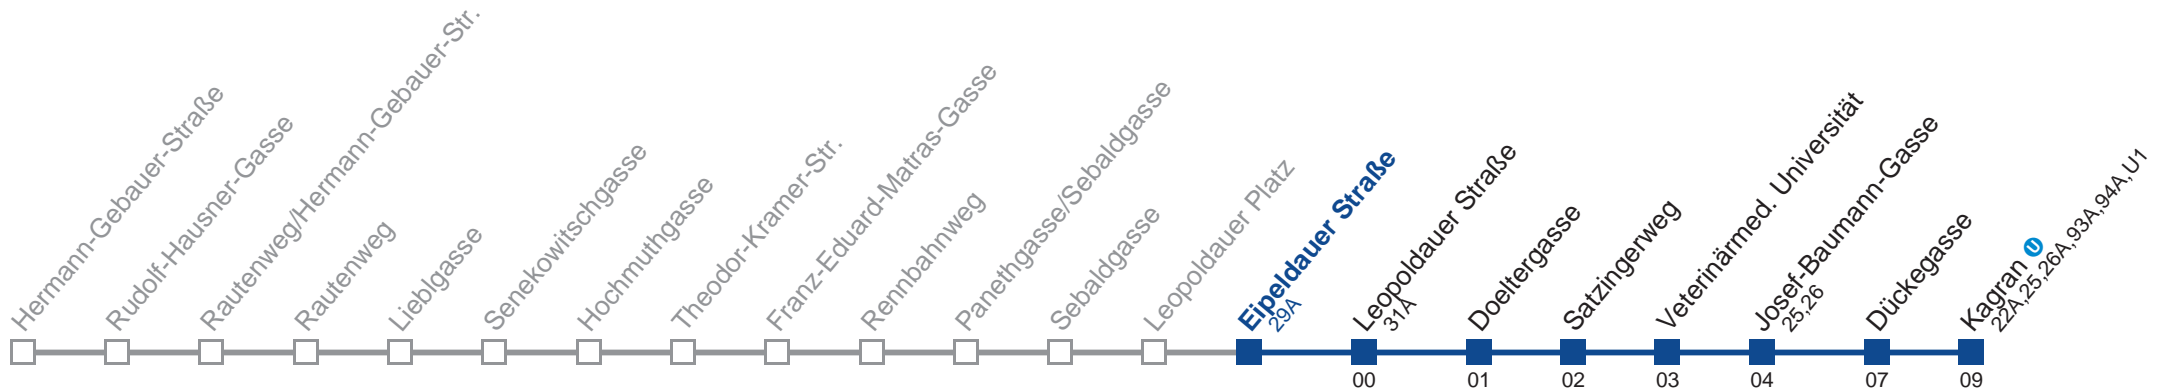 Hermann-Gebauer-Straße
Rudolf-Hausner-Gasse
Rautenweg/Hermann-Gebauer-Str.
Rautenweg
Lieblgasse
Senekowitschgasse
Hochmuthgasse
Theodor-Kramer-Str.
Franz-Eduard-Matras-Gasse
Rennbahnweg
Panethgasse/Sebaldgasse
Sebaldgasse
Leopoldauer Platz
Eipeldauer Straße
29A
Leopoldauer Straße
31A
Doeltergasse
Satzingerweg
Veterinärmed. Universität
Josef-Baumann-Gasse
25,26
Dückegasse
Kagran U
22A,25,26A,93A,94A,U1
00 01 02 03 04 07 09